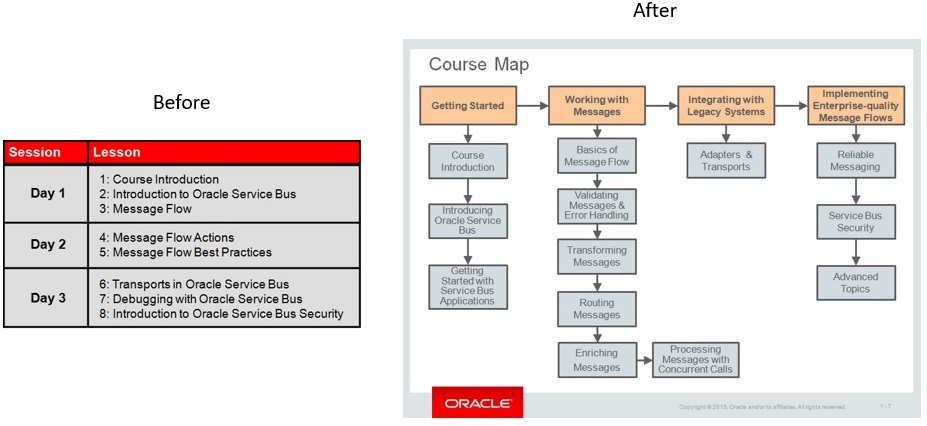 Before
Session Lesson
Day 1
1: Course Introduction
2: Introduction to Oracle Service Bus
3: Message Flow
Day 2
4: Message Flow Actions
5: Message Flow Best Practices
Day 3
6: Transports in Oracle Service Bus
7: Debugging with Oracle Service Bus
8: Introduction to Oracle Service Bus Security
After
Course Map
Getting Started
Course
Introduction
Introducing
Oracle Service
Bus
Getting
Started with
Service Bus
Applications
Working with
Messages
Basics of
Message Flow
Validating
Messages &
Error Handling
Transforming
Messages
Routing
Messages
Enriching
Messages
Processing
Messages with
Concurrent Calls
Integrating with
Legacy Systems
Adapters &
Transports
Implementing
Enterprise-quality
Message Flows
Reliable
Messaging
Service Bus
Security
Advanced
Topics
ORACLE
Copyright © 2015, Oracle and/or its affiliates. All rights reserved.
1 - 7